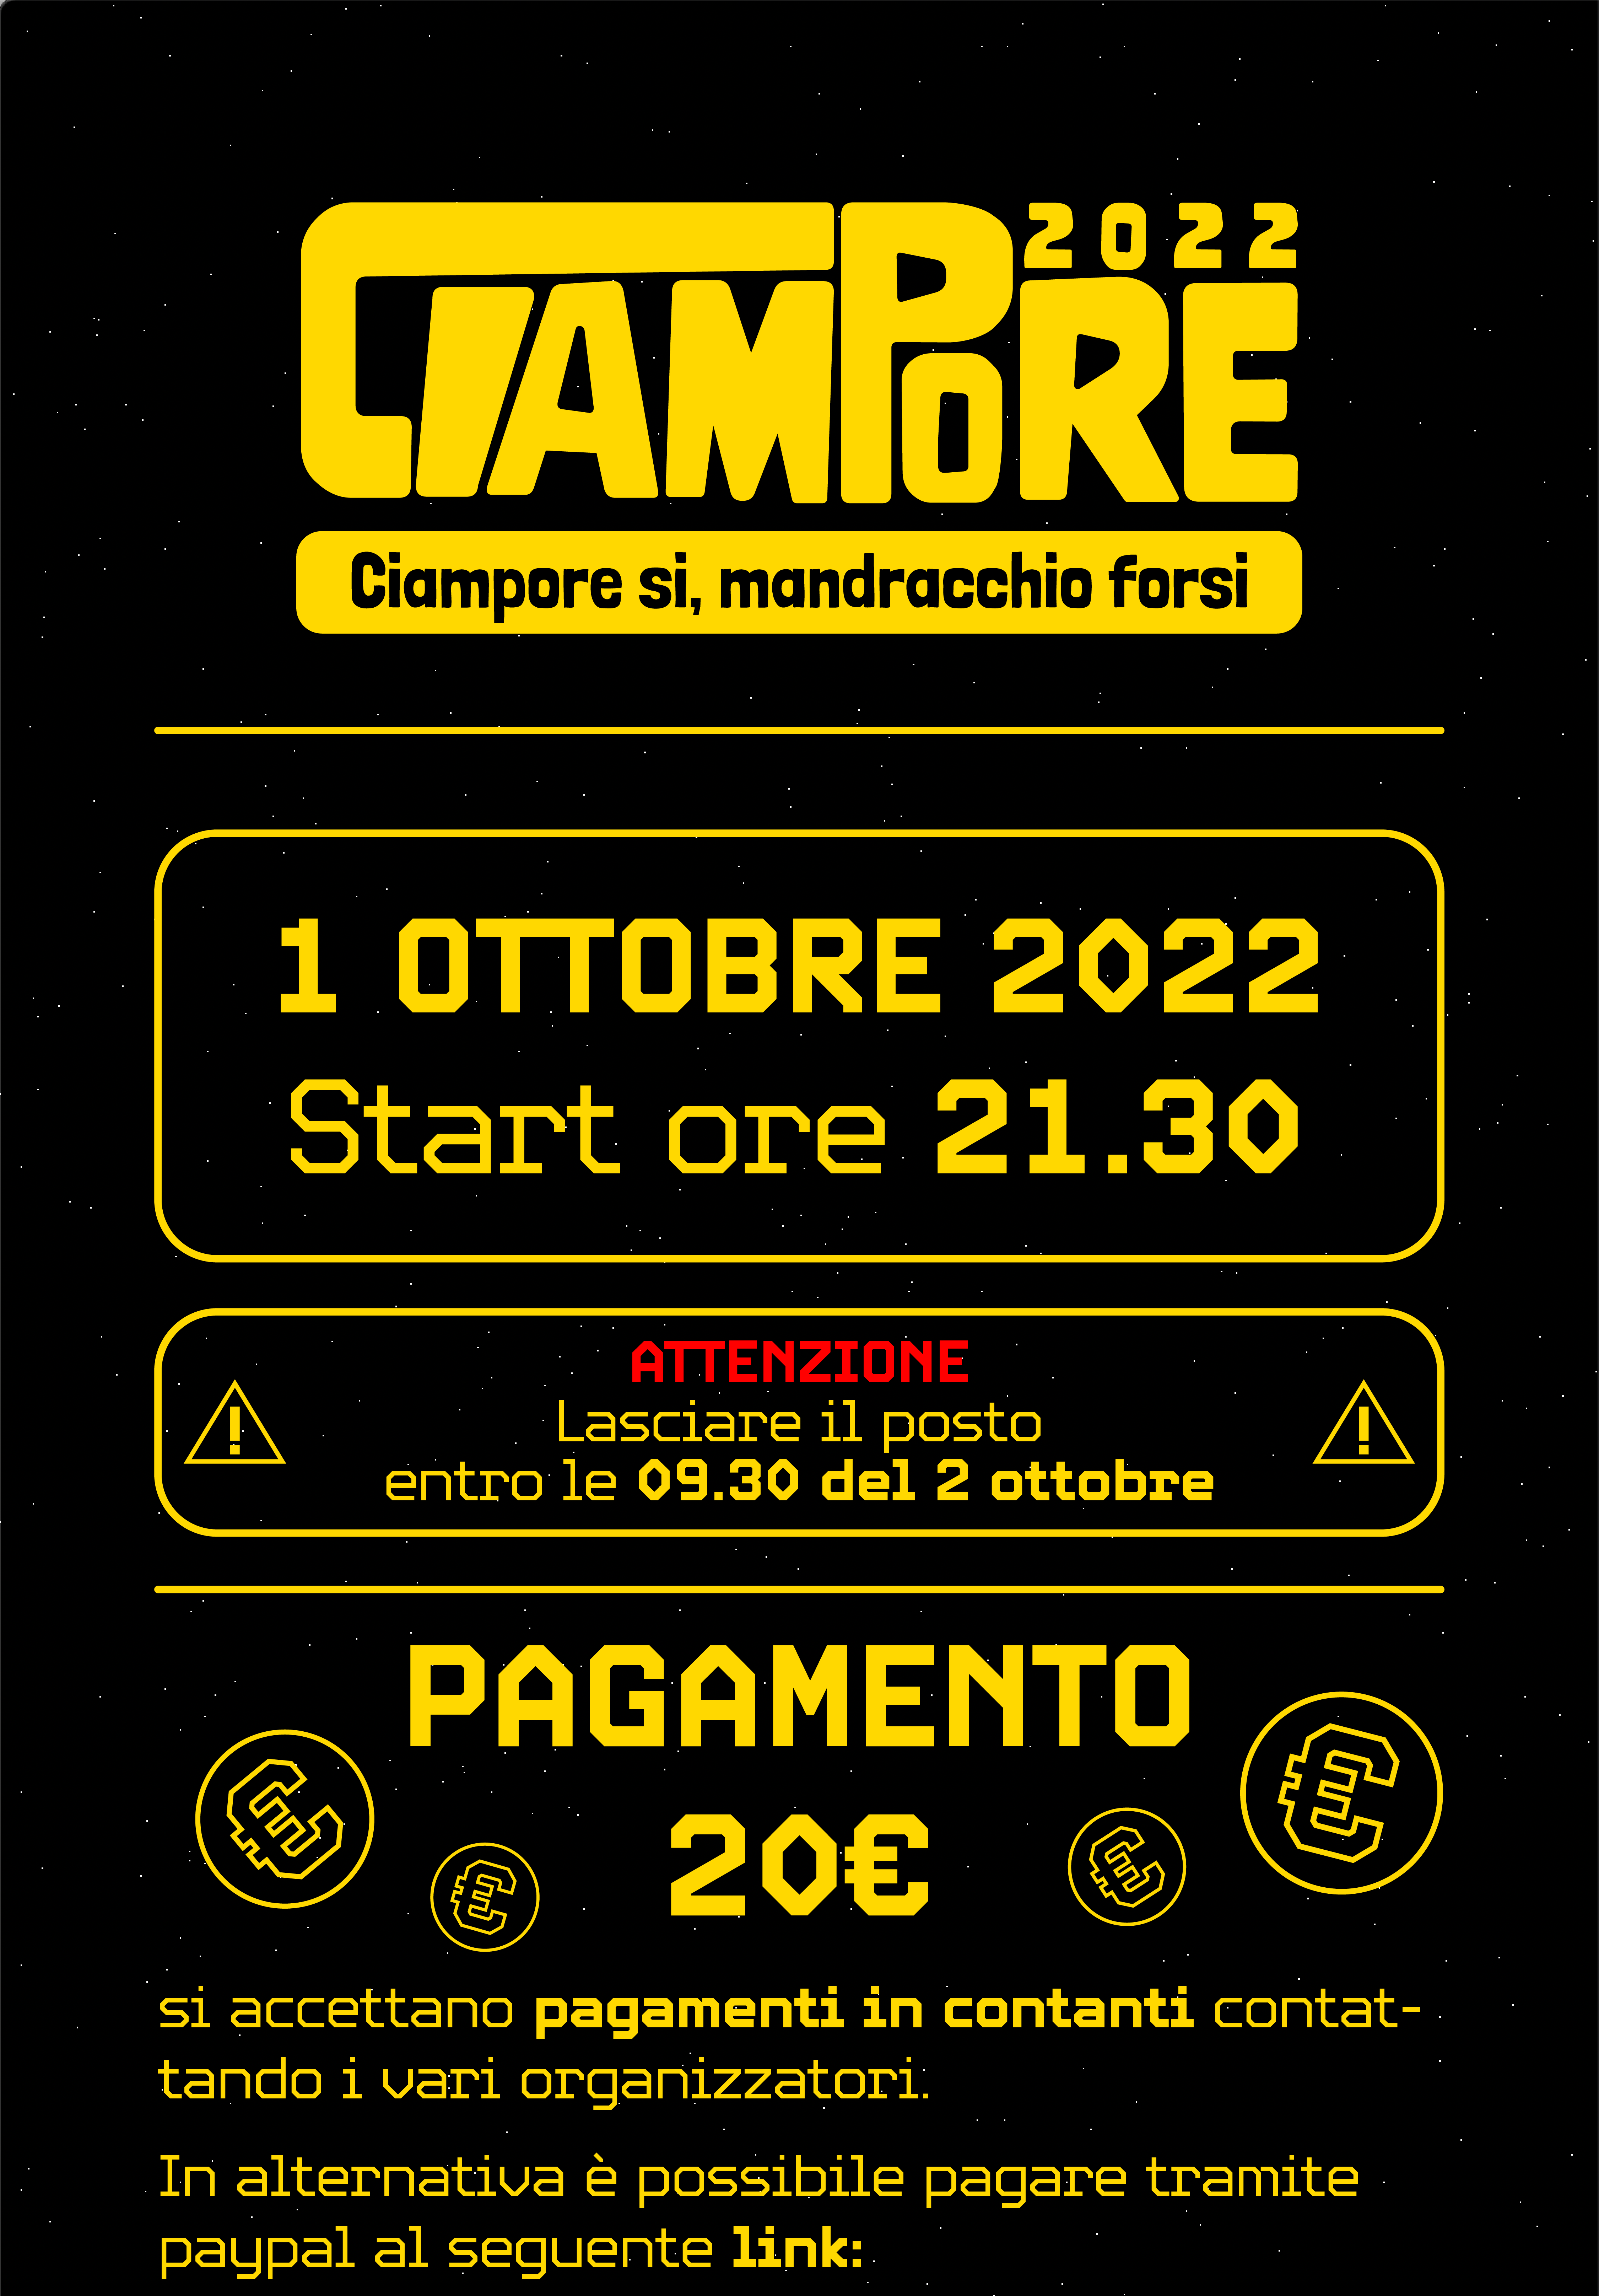 CIAMPORE 2022
Ciampore si, mandracchio forsi
1 OTTOBRE 2022
Start ore 21.30
ATTENZIONE
Lasciare il posto
entro le 09.30 del 2 ottobre
PAGAMENTO
20€
si accettano pagamenti in contanti contat-
tando i vari organizzatori.
In alternativa è possibile pagare tramite
paypal al seguente link: